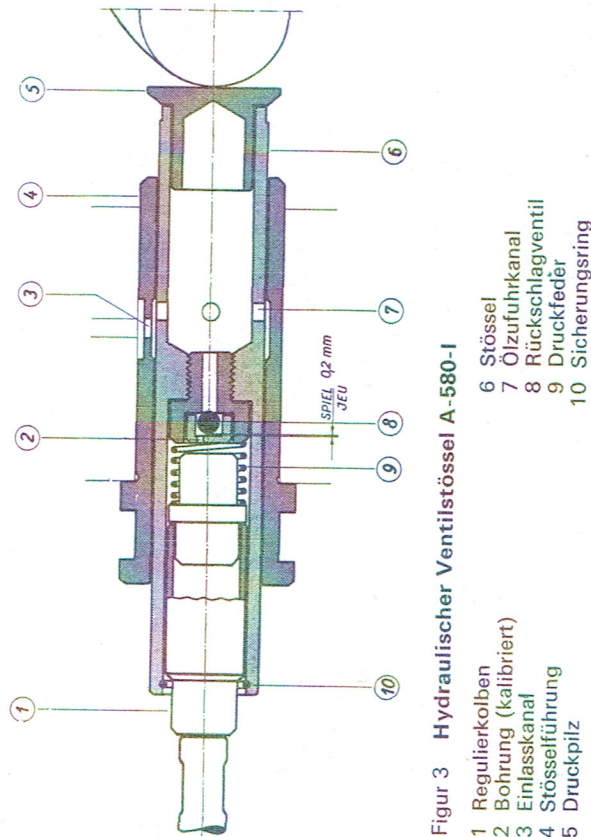 5
4
3
2
1
6
7
8
9
10
SPIEL 0,2 mm
JEU
Figur 3 Hydraulischer Ventilstössel A-580-I
1 Regulierkolben
2 Bohrung (kalibriert)
3 Einlasskanal
4 Stösselführung
5 Druckpilz
6 Stössel
7 Ölzufuhrkanal
8 Rückschlagventil
9 Druckfeder
10 Sicherungsring